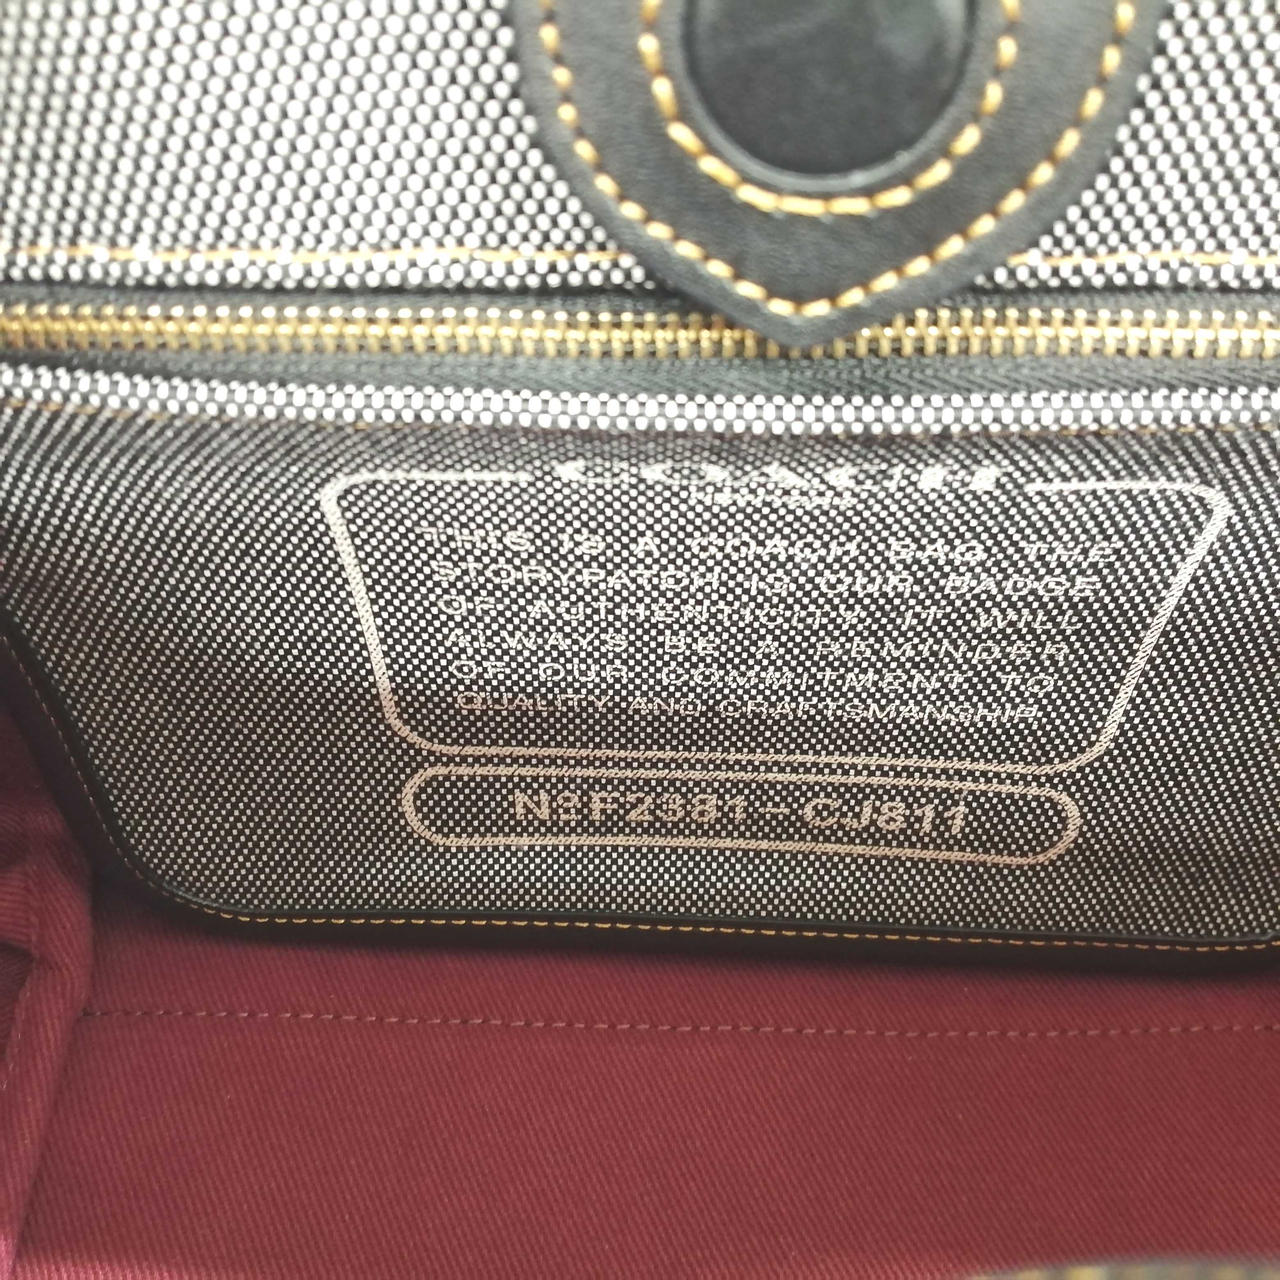 COACH
THIS IS A COACH BAG. THE
STORYPATCH IS OUR BADGE
OF AUTHENTICITY. IT WILL
ALWAYS BE A REMINDER
OF OUR COMMITMENT TO
QUALITY AND CRAFTSMANSHIP.
No F2381-CJ811